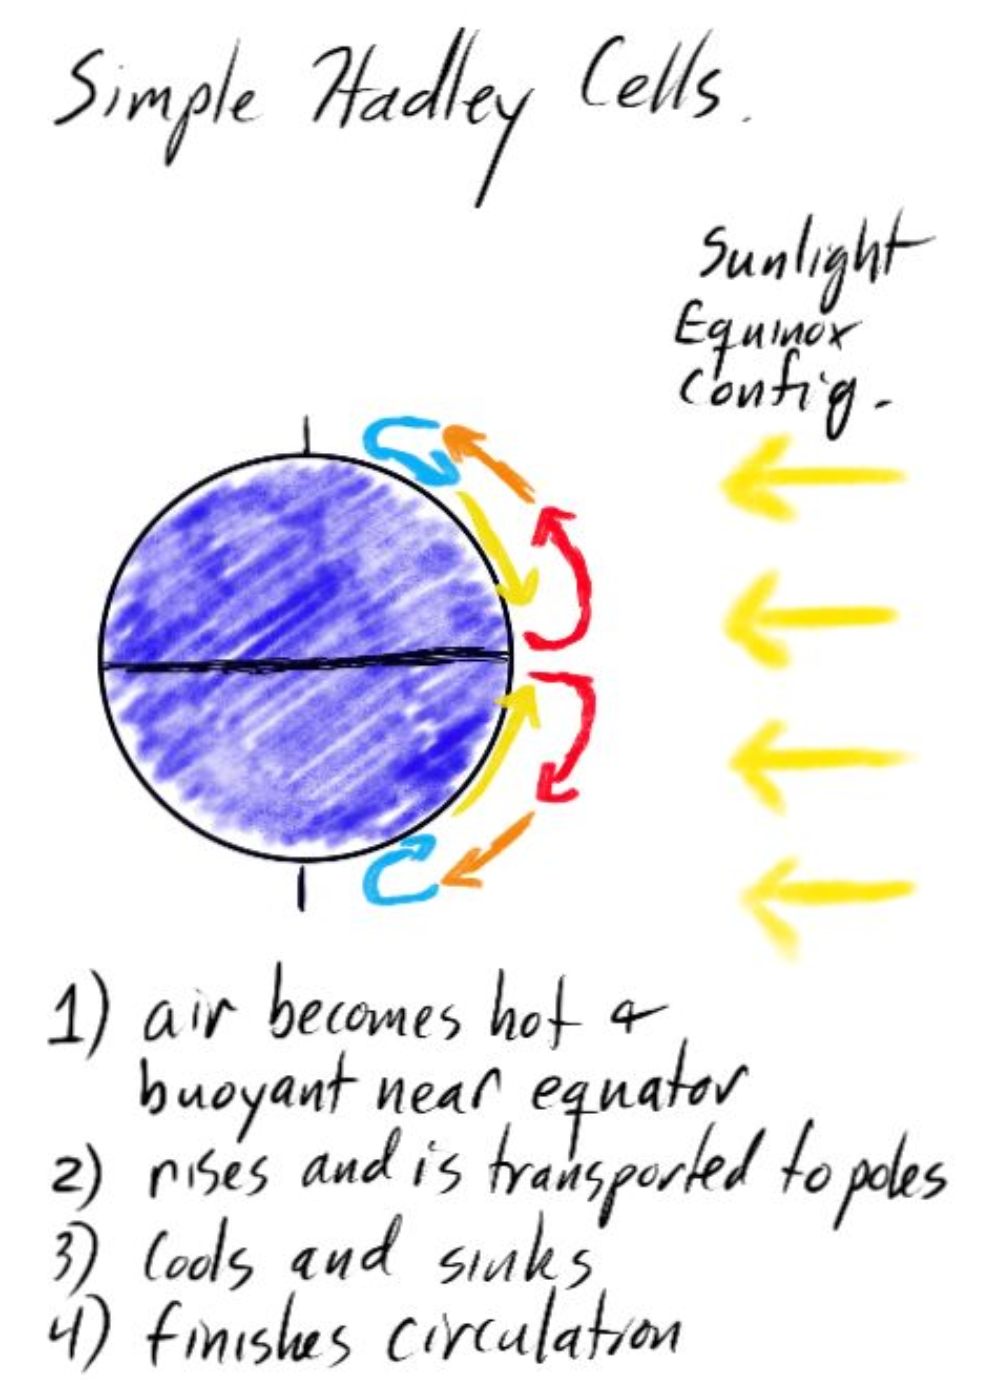 Simple Hadley Cells.
Sunlight
Equinox
Config.
1) air becomes hot &
buoyant near equator
2) rises and is transported to poles
3) Cools and sinks
4) finishes circulation